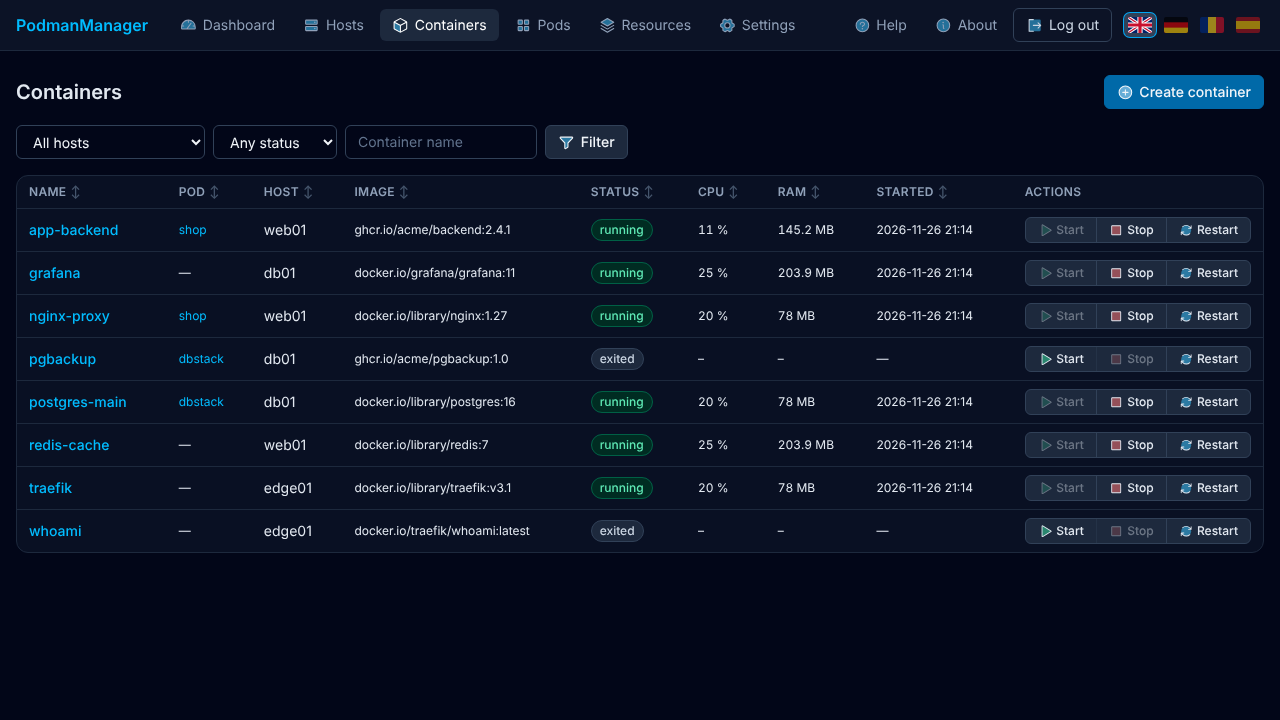 PodmanManager Dashboard Hosts Containers Pods Resources Settings Help About Log out
Containers
Create container
All hosts Any status Container name Filter
NAME POD HOST IMAGE STATUS CPU RAM STARTED ACTIONS
app-backend shop web01 ghcr.io/acme/backend:2.4.1 running 11 % 145.2 MB 2026-11-26 21:14 Start Stop Restart
grafana — db01 docker.io/grafana/grafana:11 running 25 % 203.9 MB 2026-11-26 21:14 Start Stop Restart
nginx-proxy shop web01 docker.io/library/nginx:1.27 running 20 % 78 MB 2026-11-26 21:14 Start Stop Restart
pgbackup dbstack db01 ghcr.io/acme/pgbackup:1.0 exited – – — Start Stop Restart
postgres-main dbstack db01 docker.io/library/postgres:16 running 20 % 78 MB 2026-11-26 21:14 Start Stop Restart
redis-cache — web01 docker.io/library/redis:7 running 25 % 203.9 MB 2026-11-26 21:14 Start Stop Restart
traefik — edge01 docker.io/library/traefik:v3.1 running 20 % 78 MB 2026-11-26 21:14 Start Stop Restart
whoami — edge01 docker.io/traefik/whoami:latest exited – – — Start Stop Restart